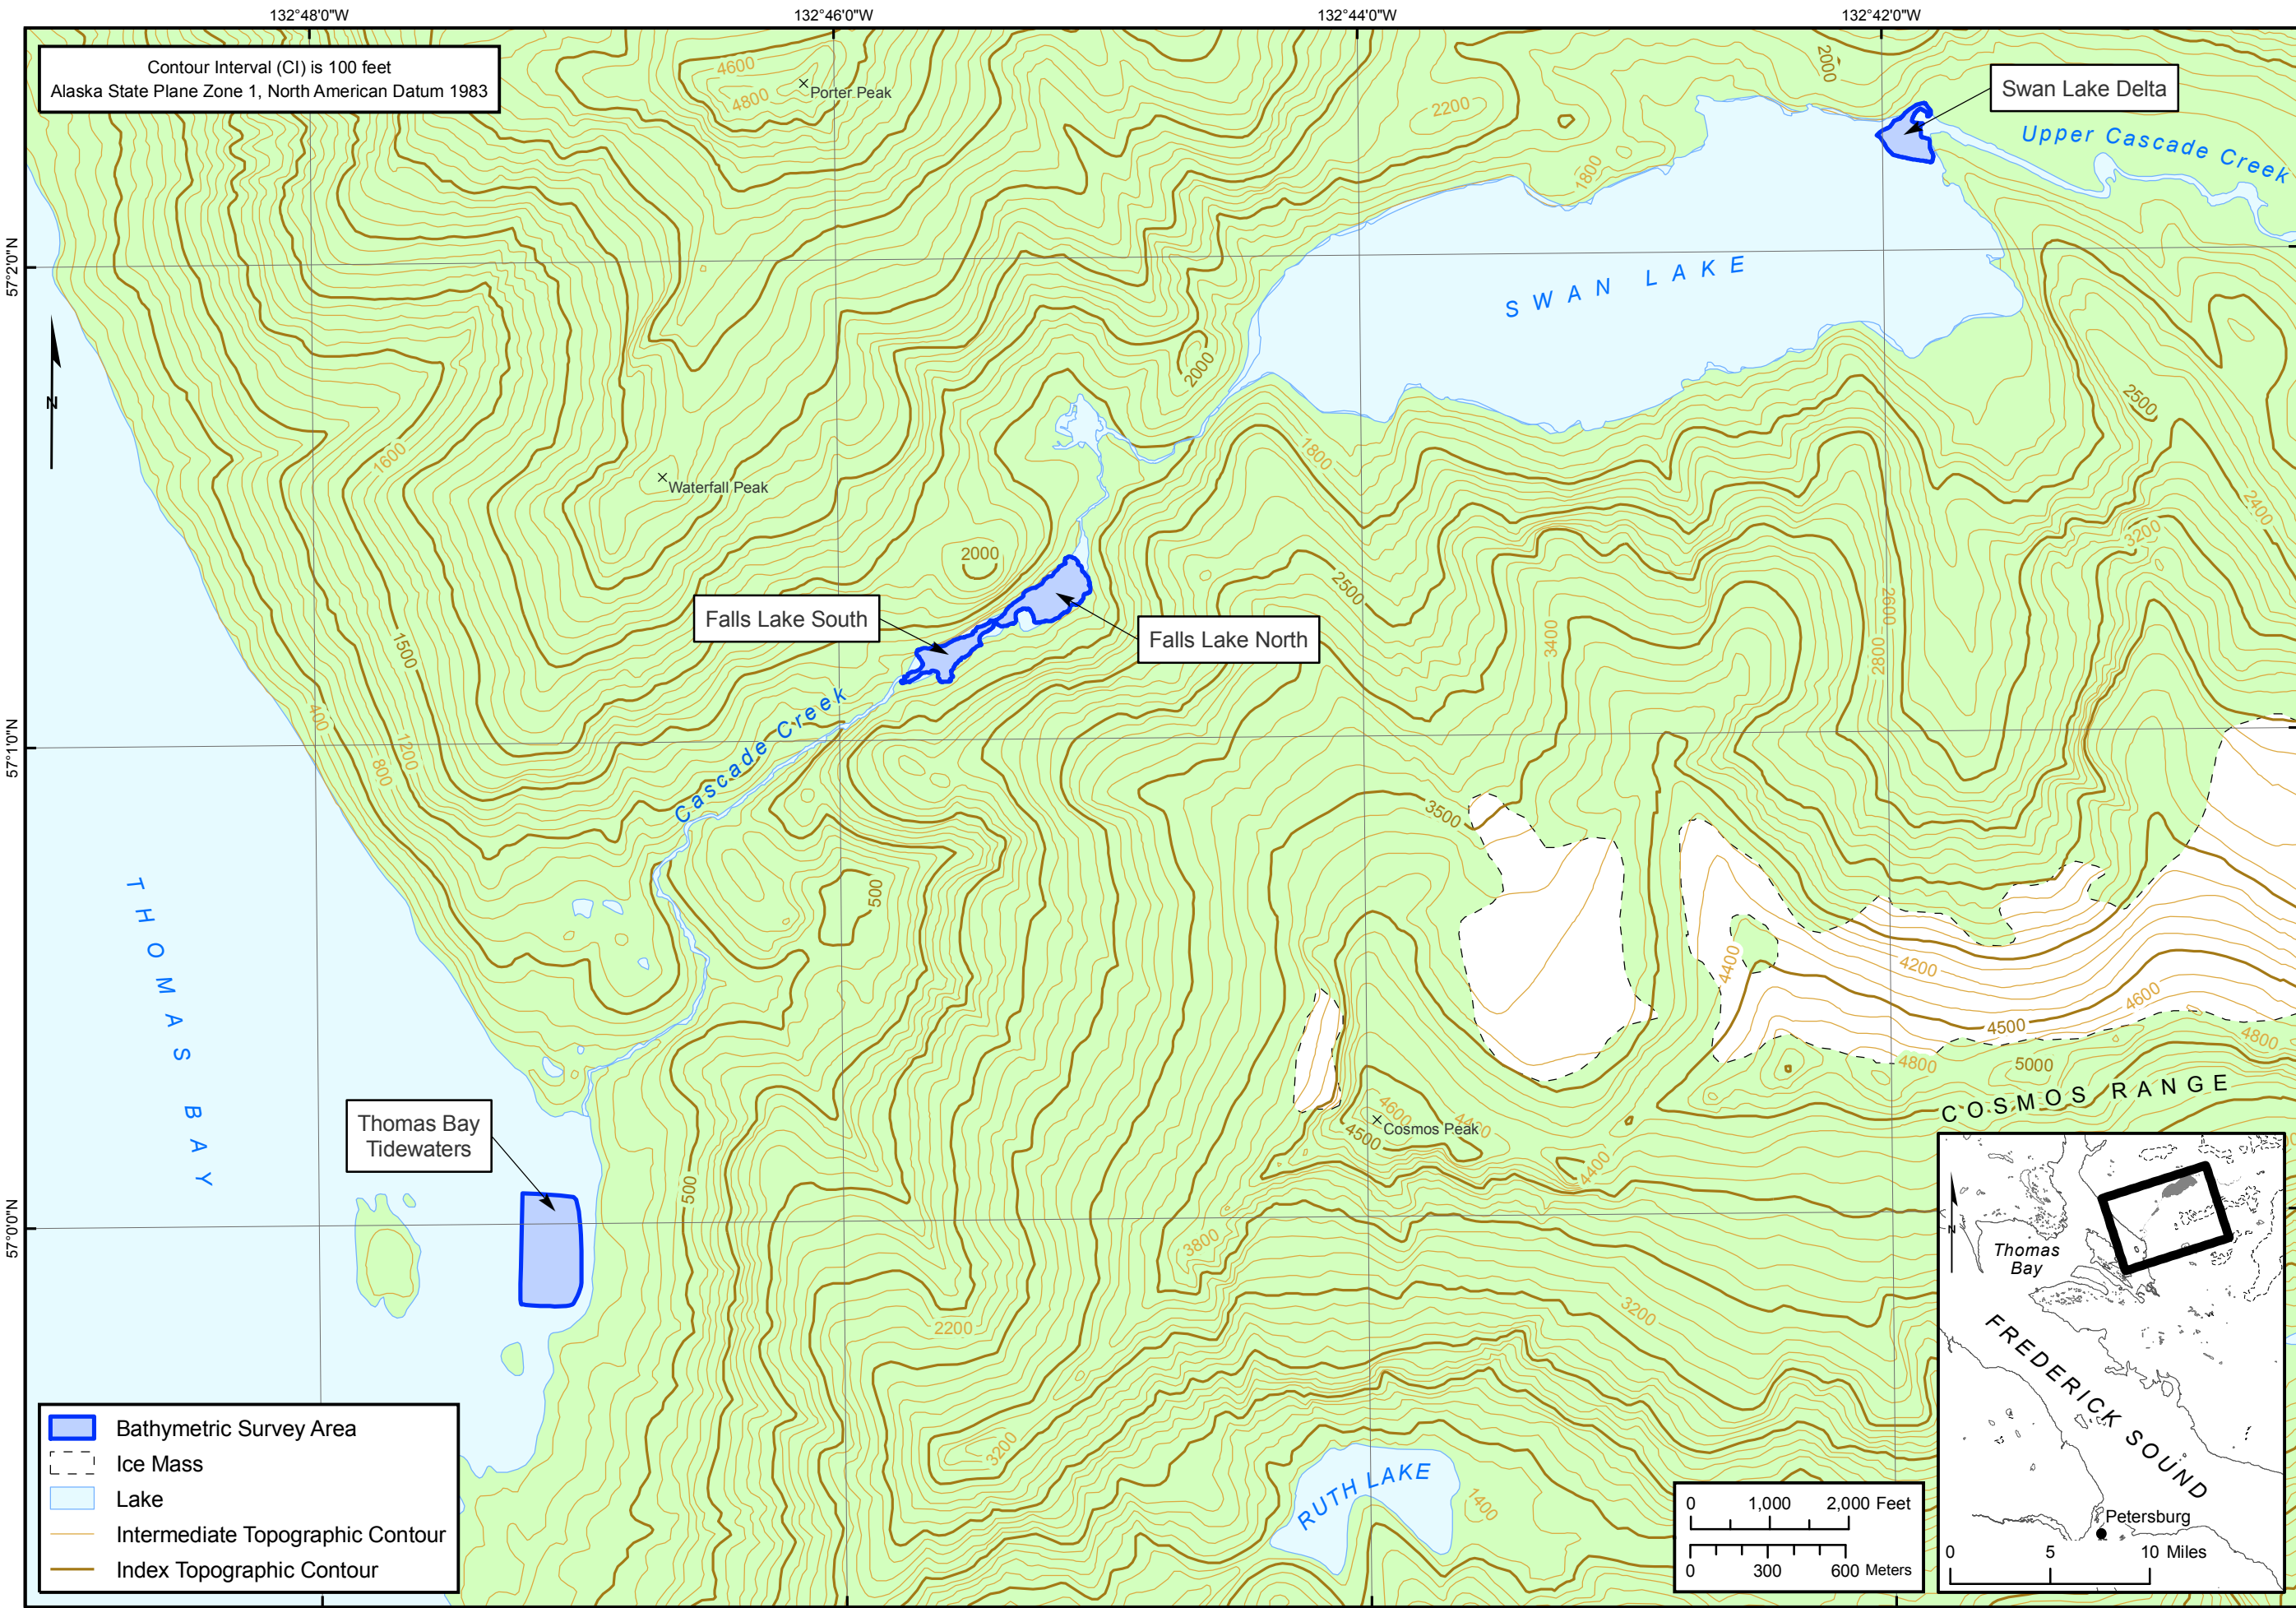 132°48'0"W
132°46'0"W
132°44'0"W
132°42'0"W
Contour Interval (CI) is 100 feet
Alaska State Plane Zone 1, North American Datum 1983
4600
4800
Porter Peak
2200
2000
1800
Swan Lake Delta
Upper Cascade Creek
57°2'0"N
SWAN LAKE
N
2000
2500
1600
1800
Waterfall Peak
2400
3200
2000
2500
2600
Falls Lake South
Falls Lake North
1500
3400
2800
Cascade Creek
400
1200
800
57°1'0"N
3500
500
THOMAS BAY
4400
4200
4600
4500
4800
4800
5000
COSMOS RANGE
4600
4400
Cosmos Peak
4500
4400
Thomas Bay
Tidewaters
500
57°0'0"N
3800
3200
2200
3200
RUTH LAKE
1400
N
Thomas
Bay
FREDERICK SOUND
Petersburg
0 5 10 Miles
0 1,000 2,000 Feet
0 300 600 Meters
Bathymetric Survey Area
Ice Mass
Lake
Intermediate Topographic Contour
Index Topographic Contour